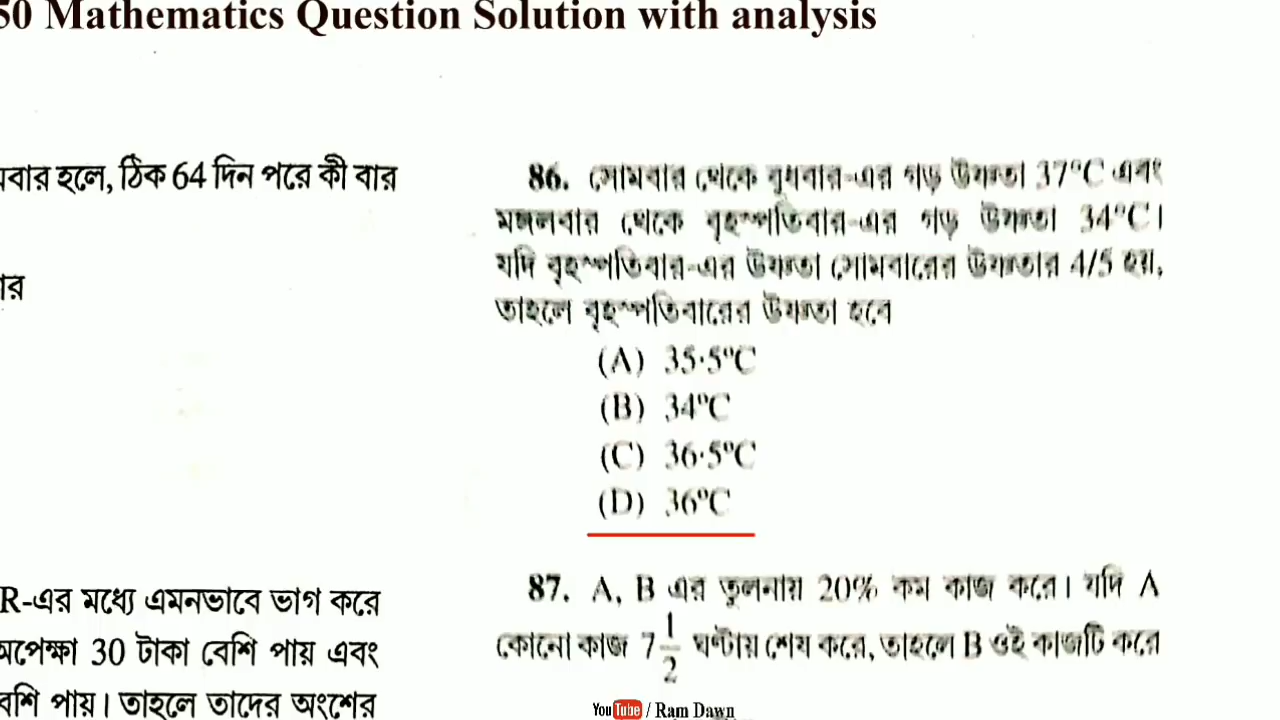 50 Mathematics Question Solution with analysis
মবার হলে, ঠিক 64 দিন পরে কী বার
ার
R-এর মধ্যে এমনভাবে ভাগ করে
অপেক্ষা 30 টাকা বেশি পায় এবং
বেশি পায়। তাহলে তাদের অংশের
86. সোমবার থেকে বুধবার-এর গড় উষ্ণতা 37°C এবং
মঙ্গলবার থেকে বৃহস্পতিবার-এর গড় উষ্ণতা 34°C।
যদি বৃহস্পতিবার-এর উষ্ণতা সোমবারের উষ্ণতার 4/5 হয়,
তাহলে বৃহস্পতিবারের উষ্ণতা হবে
(A) 35·5°C
(B) 34°C
(C) 36·5°C
(D) 36°C
87. A, B এর তুলনায় 20% কম কাজ করে। যদি A
কোনো কাজ 7 1/2 ঘণ্টায় শেষ করে, তাহলে B ওই কাজটি করে
YouTube / Ram Dawn